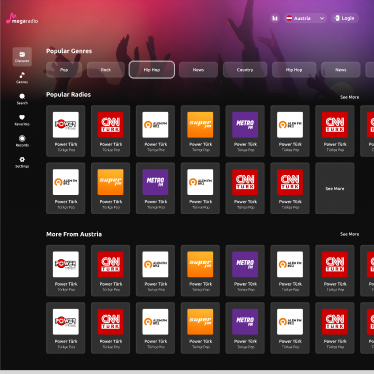 megaradio
Austria
Login
Popular Genres
Discover
Pop
Rock
Hip Hop
News
Country
Hip Hop
News
Genres
Popular Radios
See More
Search
POWER
CNN TÜRK
ALEM FM
super fm
METRO FM
ALEM FM
CNN TÜRK
Power Türk
Power Türk
Power Türk
Power Türk
Power Türk
Power Türk
Power Türk
Türkçe Pop
Türkçe Pop
Türkçe Pop
Türkçe Pop
Türkçe Pop
Türkçe Pop
Türkçe Pop
Favorites
Records
Settings
ALEM FM
super fm
METRO FM
ALEM FM
CNN TÜRK
CNN TÜRK
See More
Power Türk
Power Türk
Power Türk
Power Türk
Power Türk
Power Türk
Türkçe Pop
Türkçe Pop
Türkçe Pop
Türkçe Pop
Türkçe Pop
Türkçe Pop
More From Austria
See More
POWER
CNN TÜRK
ALEM FM
super fm
METRO FM
ALEM FM
CNN TÜRK
Power Türk
Power Türk
Power Türk
Power Türk
Power Türk
Power Türk
Power Türk
Türkçe Pop
Türkçe Pop
Türkçe Pop
Türkçe Pop
Türkçe Pop
Türkçe Pop
Türkçe Pop
POWER
CNN TÜRK
ALEM FM
super fm
METRO FM
ALEM FM
CNN TÜRK
Power Türk
Power Türk
Power Türk
Power Türk
Power Türk
Power Türk
Power Türk
Türkçe Pop
Türkçe Pop
Türkçe Pop
Türkçe Pop
Türkçe Pop
Türkçe Pop
Türkçe Pop